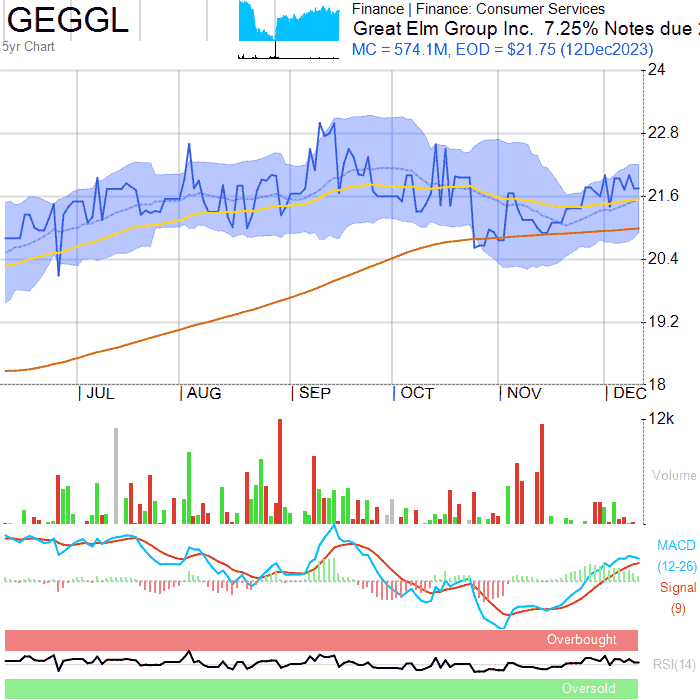 GEGGL
5yr Chart
Finance | Finance: Consumer Services
Great Elm Group Inc. 7.25% Notes due 2
MC = 574.1M, EOD = $21.75 (12Dec2023)
24
22.8
21.6
20.4
19.2
18
| JUL | AUG | SEP | OCT | NOV | DEC
12k
Volume
MACD
(12-26)
Signal
(9)
Overbought
RSI(14)
Oversold